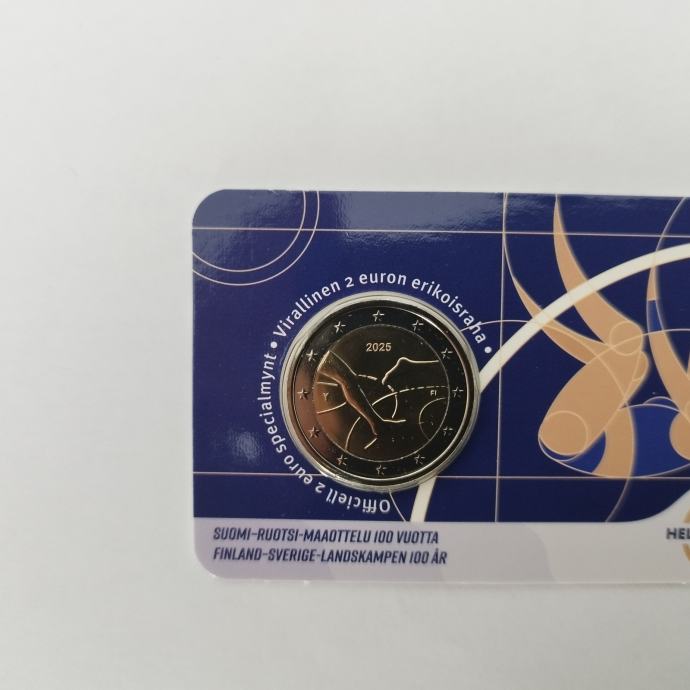 • Virallinen 2 euron erikoisraha •
Officiell 2 euro specialmynt
2025
FI
SUOMI-RUOTSI-MAAOTTELU 100 VUOTTA
FINLAND-SVERIGE-LANDSKAMPEN 100 ÅR
HEL